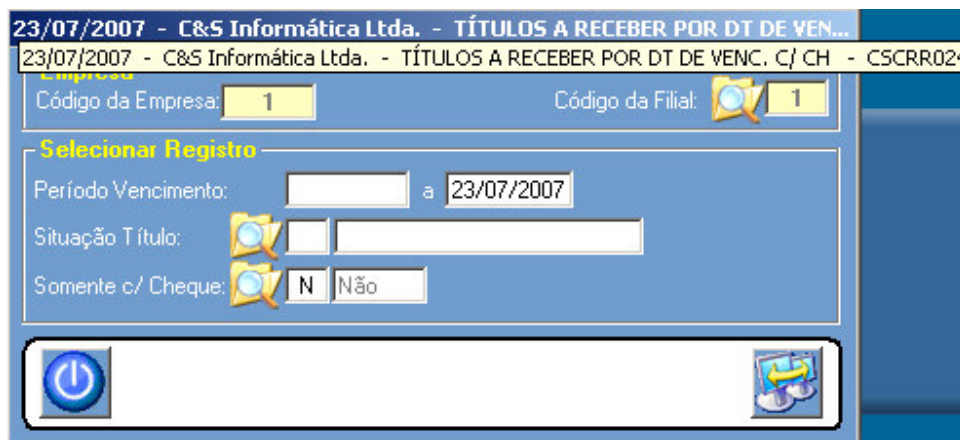 23/07/2007 - C&S Informática Ltda. - TÍTULOS A RECEBER POR DT DE VEN...
23/07/2007 - C&S Informática Ltda. - TÍTULOS A RECEBER POR DT DE VENC. C/ CH - CSCRR024
Empresa
Código da Empresa: 1 Código da Filial: 1
Selecionar Registro
Período Vencimento: a 23/07/2007
Situação Título:
Somente c/ Cheque: N Não